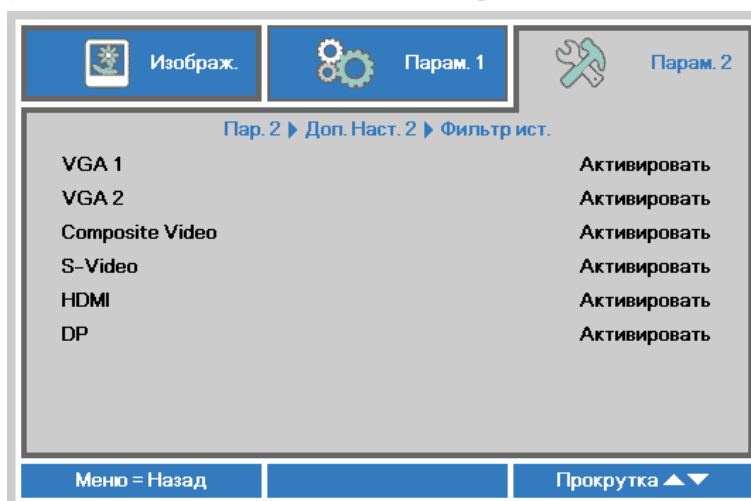 Изображ. Парам. 1 Парам. 2
Пар. 2 ▶ Доп. Наст. 2 ▶ Фильтр ист.
VGA 1 Активировать
VGA 2 Активировать
Composite Video Активировать
S-Video Активировать
HDMI Активировать
DP Активировать
Меню = Назад Прокрутка ▲▼